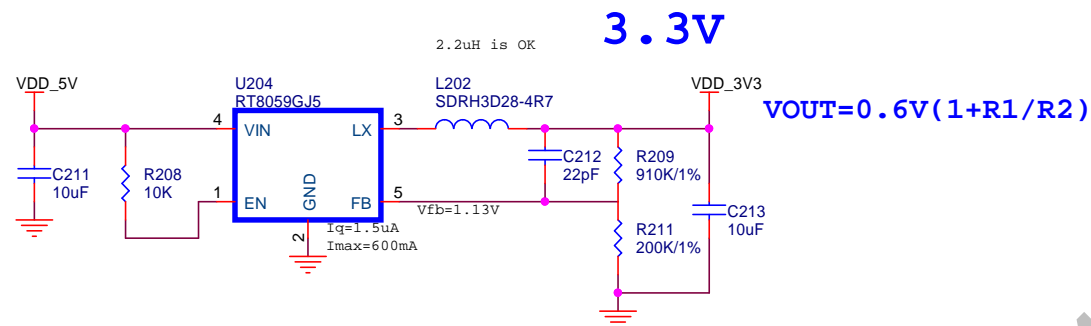 3.3V
2.2uH is OK
VDD_5V
U204
RT8059GJ5
L202
SDRH3D28-4R7
VDD_3V3
VOUT=0.6V(1+R1/R2)
4
VIN
LX
3
C211
10uF
R208
10K
C212
22pF
R209
910K/1%
1
EN
GND
FB
5
Vfb=1.13V
2
Iq=1.5uA
Imax=600mA
R211
200K/1%
C213
10uF